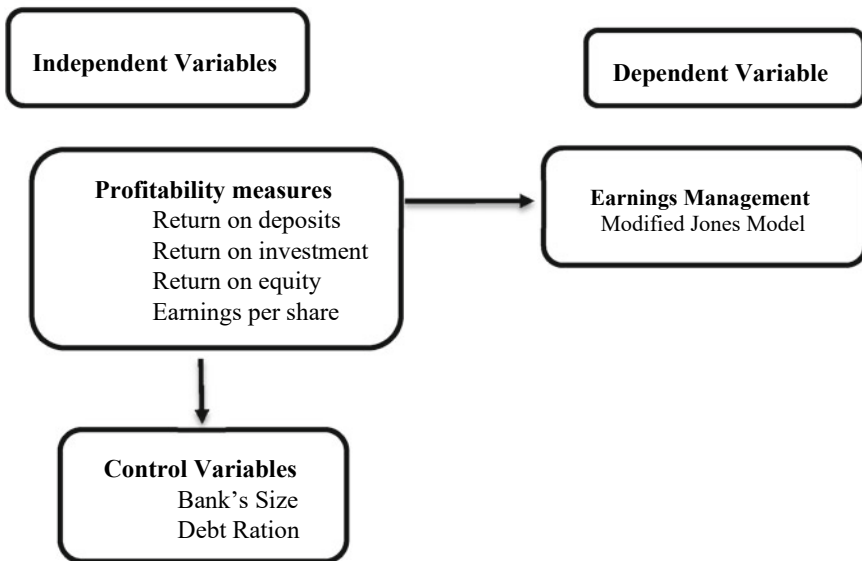 Independent Variables
Dependent Variable
Profitability measures
Return on deposits
Return on investment
Return on equity
Earnings per share
Earnings Management
Modified Jones Model
Control Variables
Bank’s Size
Debt Ration